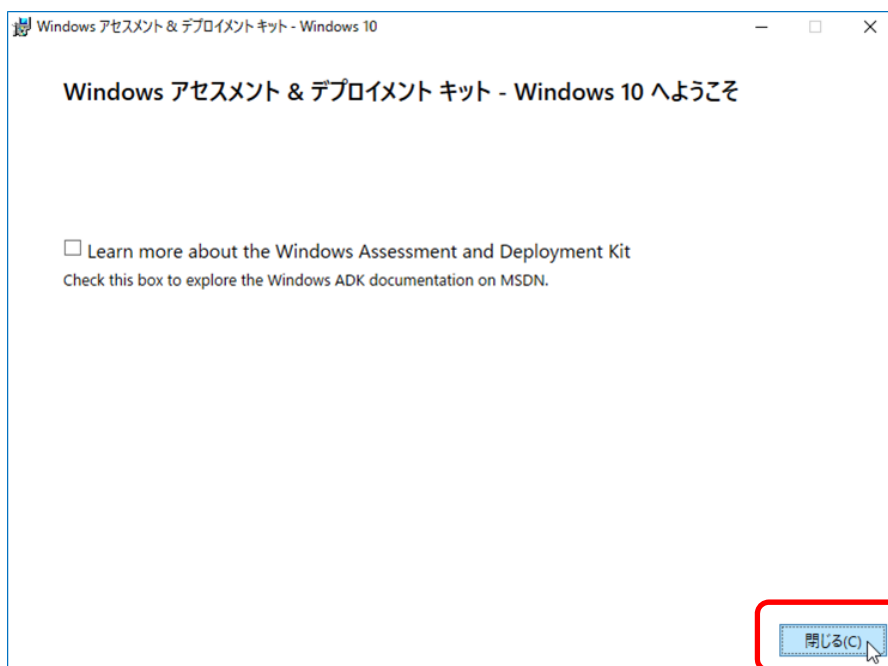 Windows アセスメント & デプロイメント キット - Windows 10
Windows アセスメント & デプロイメント キット - Windows 10 へようこそ
Learn more about the Windows Assessment and Deployment Kit
Check this box to explore the Windows ADK documentation on MSDN.
閉じる(C)